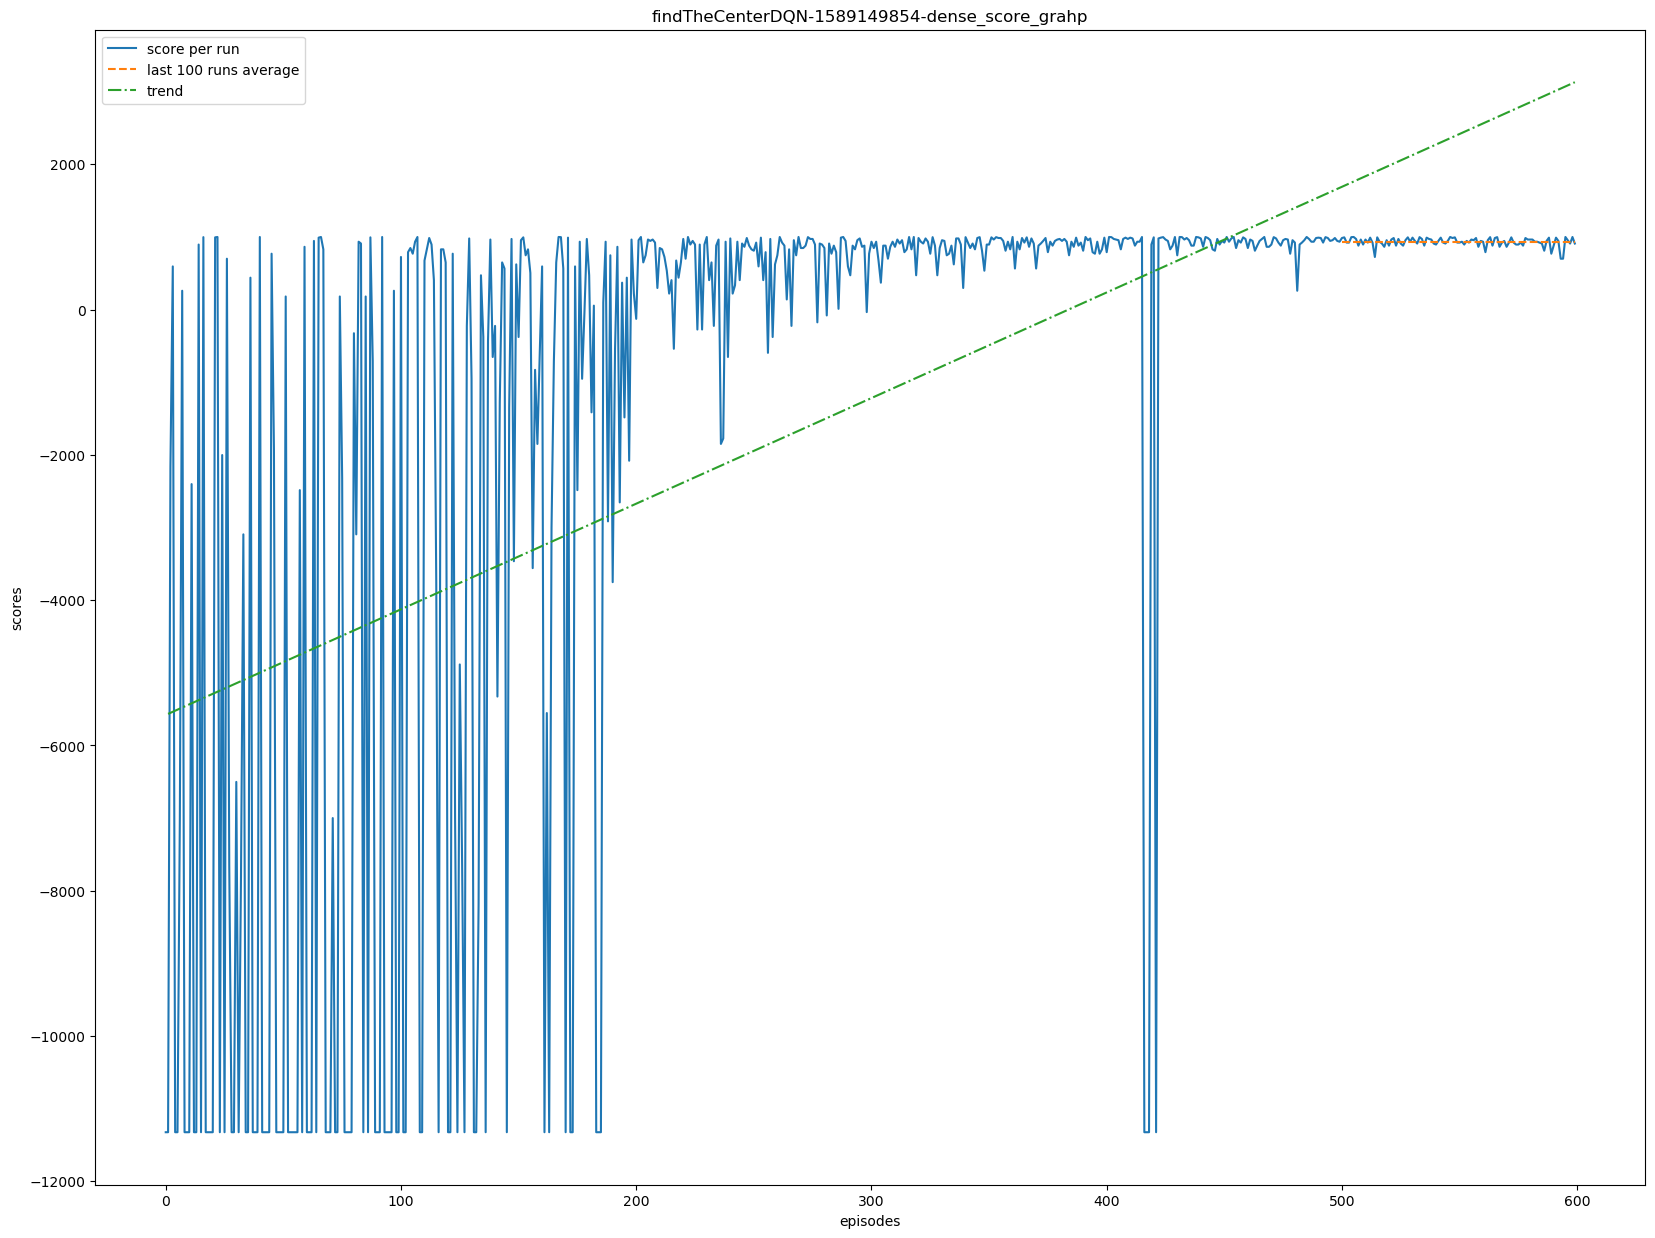 findTheCenterDQN-1589149854-dense_score_grahp
score per run
last 100 runs average
trend
scores
2000
0
−2000
−4000
−6000
−8000
−10000
−12000
0 100 200 300 400 500 600
episodes